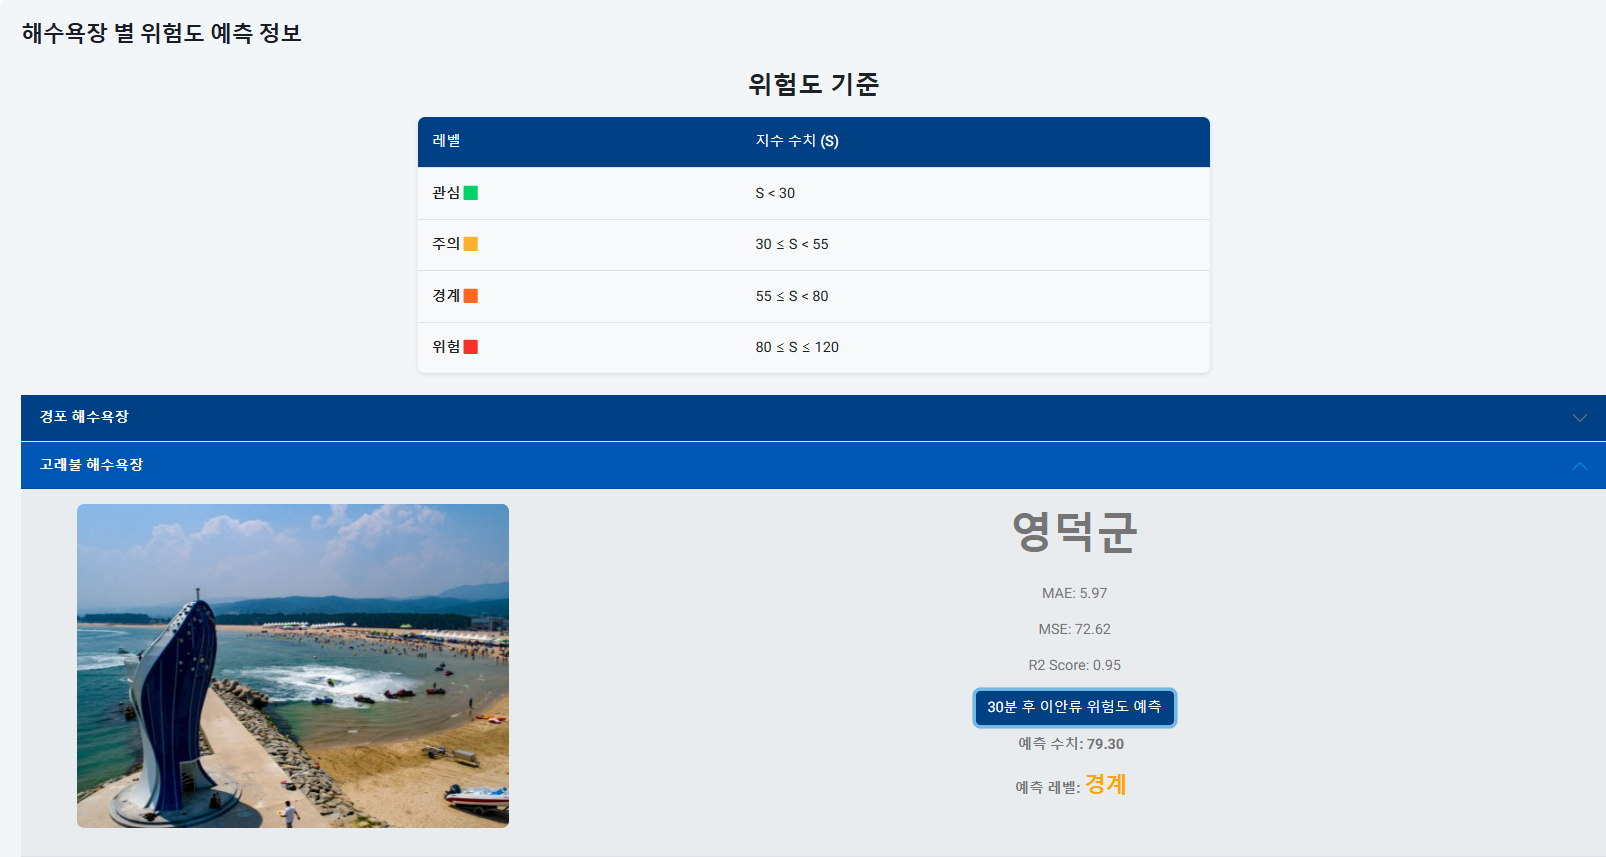 해수욕장 별 위험도 예측 정보
위험도 기준
레벨 지수 수치 (S)
관심 S < 30
주의 30 ≤ S < 55
경계 55 ≤ S < 80
위험 80 ≤ S ≤ 120
경포 해수욕장
고래불 해수욕장
영덕군
MAE: 5.97
MSE: 72.62
R2 Score: 0.95
30분 후 이안류 위험도 예측
예측 수치: 79.30
예측 레벨: 경계